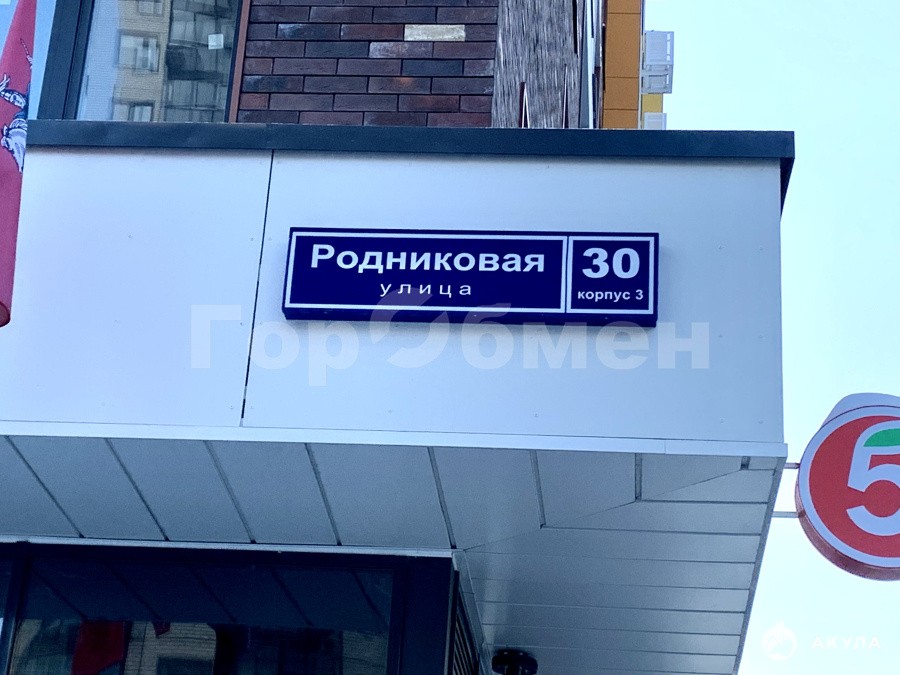 Родниковая
улица
30
корпус 3
ГорОбмен
5
АКУЛА